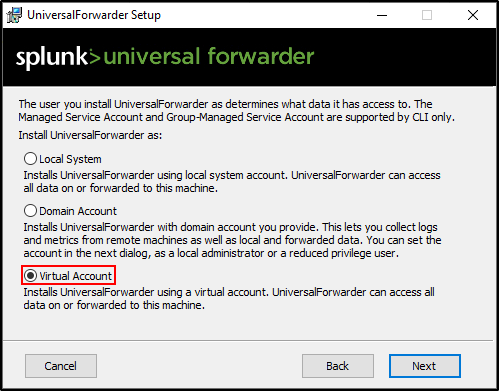 UniversalForwarder Setup
splunk> universal forwarder
The user you install UniversalForwarder as determines what data it has access to. The
Managed Service Account and Group-Managed Service Account are supported by CLI only.
Install UniversalForwarder as:
Local System
Installs UniversalForwarder using local system account. UniversalForwarder can access
all data on or forwarded to this machine.
Domain Account
Installs UniversalForwarder with domain account you provide. This lets you collect logs
and metrics from remote machines as well as local and forwarded data. You can set the
account in the next dialog, as a local administrator or a reduced privilege user.
Virtual Account
Installs UniversalForwarder using a virtual account. UniversalForwarder can access all
data on or forwarded to this machine.
Cancel Back Next